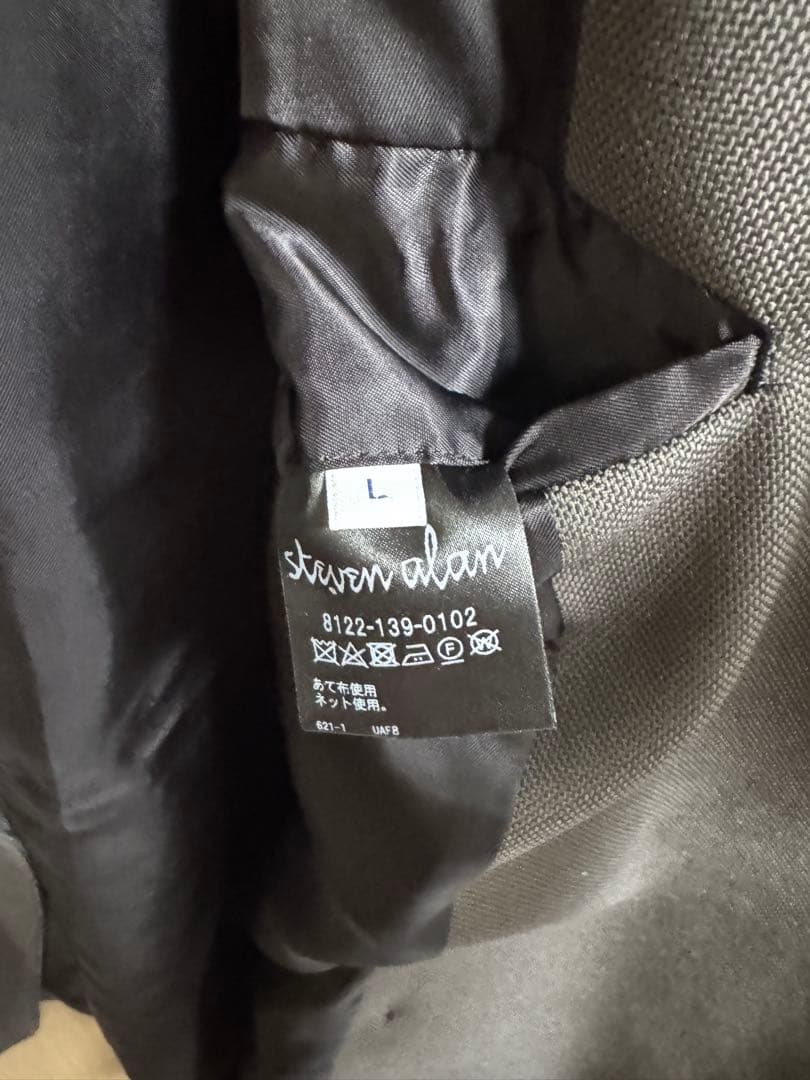 L
steven alan
8122-139-0102
F W
あて布使用
ネット使用。
621-1 UAFB